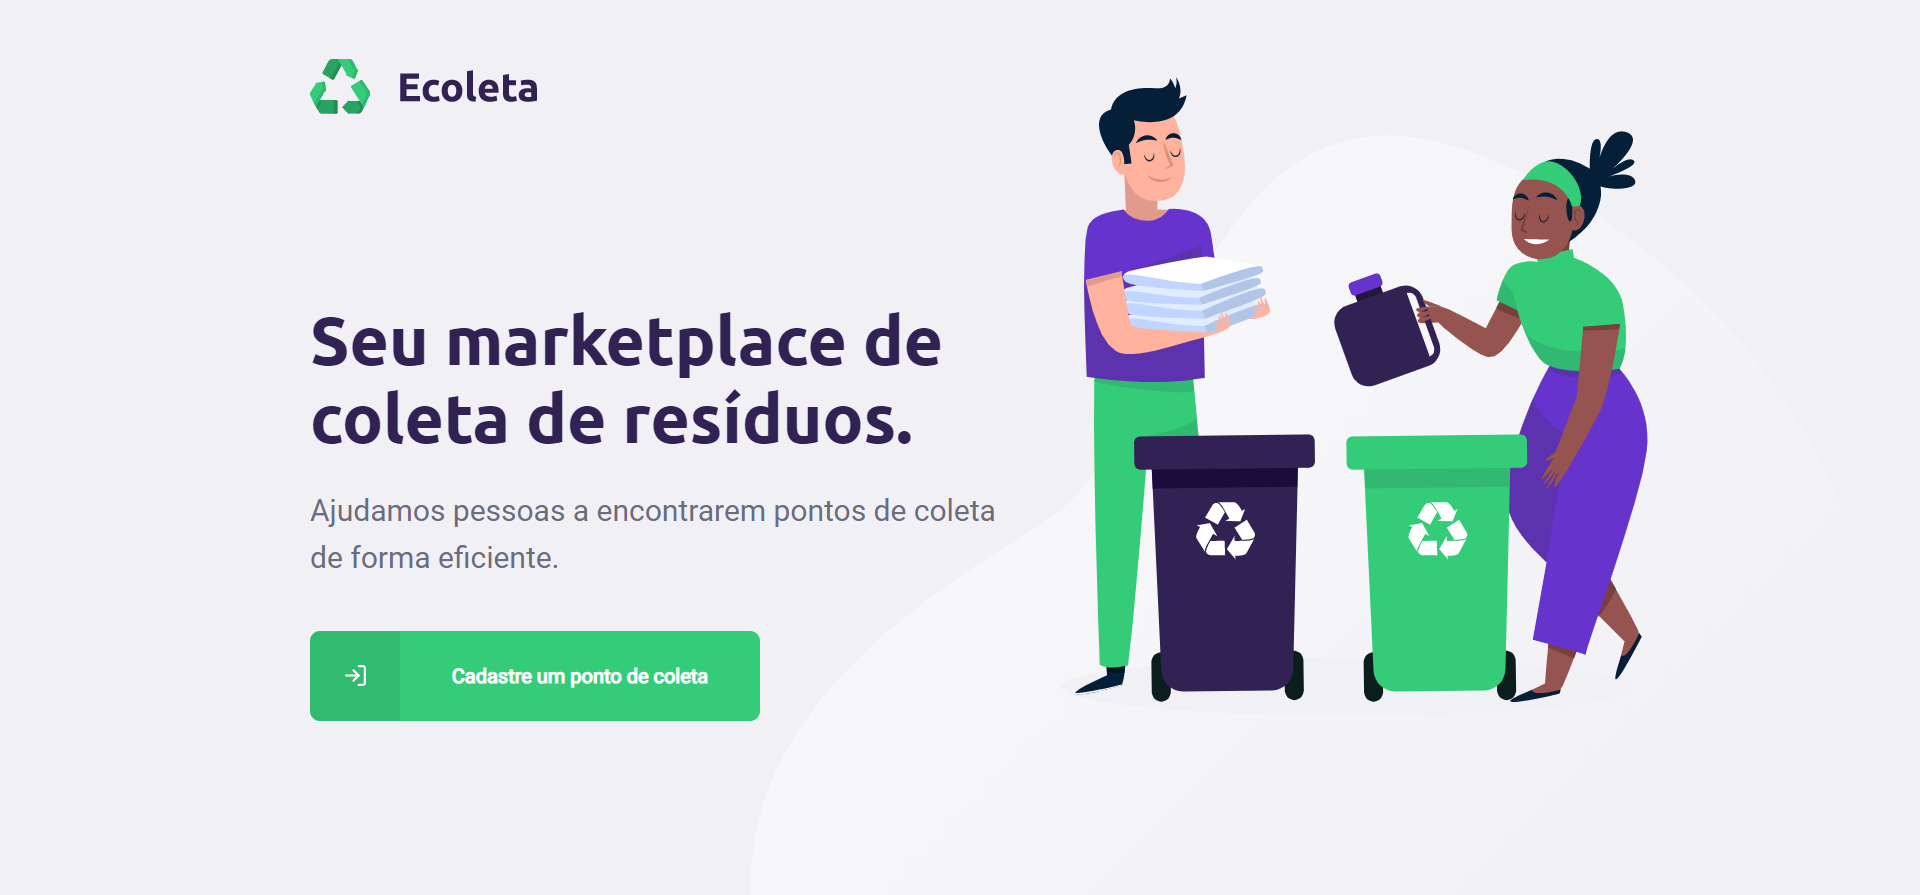 Ecoleta
Seu marketplace de
coleta de resíduos.
Ajudamos pessoas a encontrarem pontos de coleta
de forma eficiente.
Cadastre um ponto de coleta